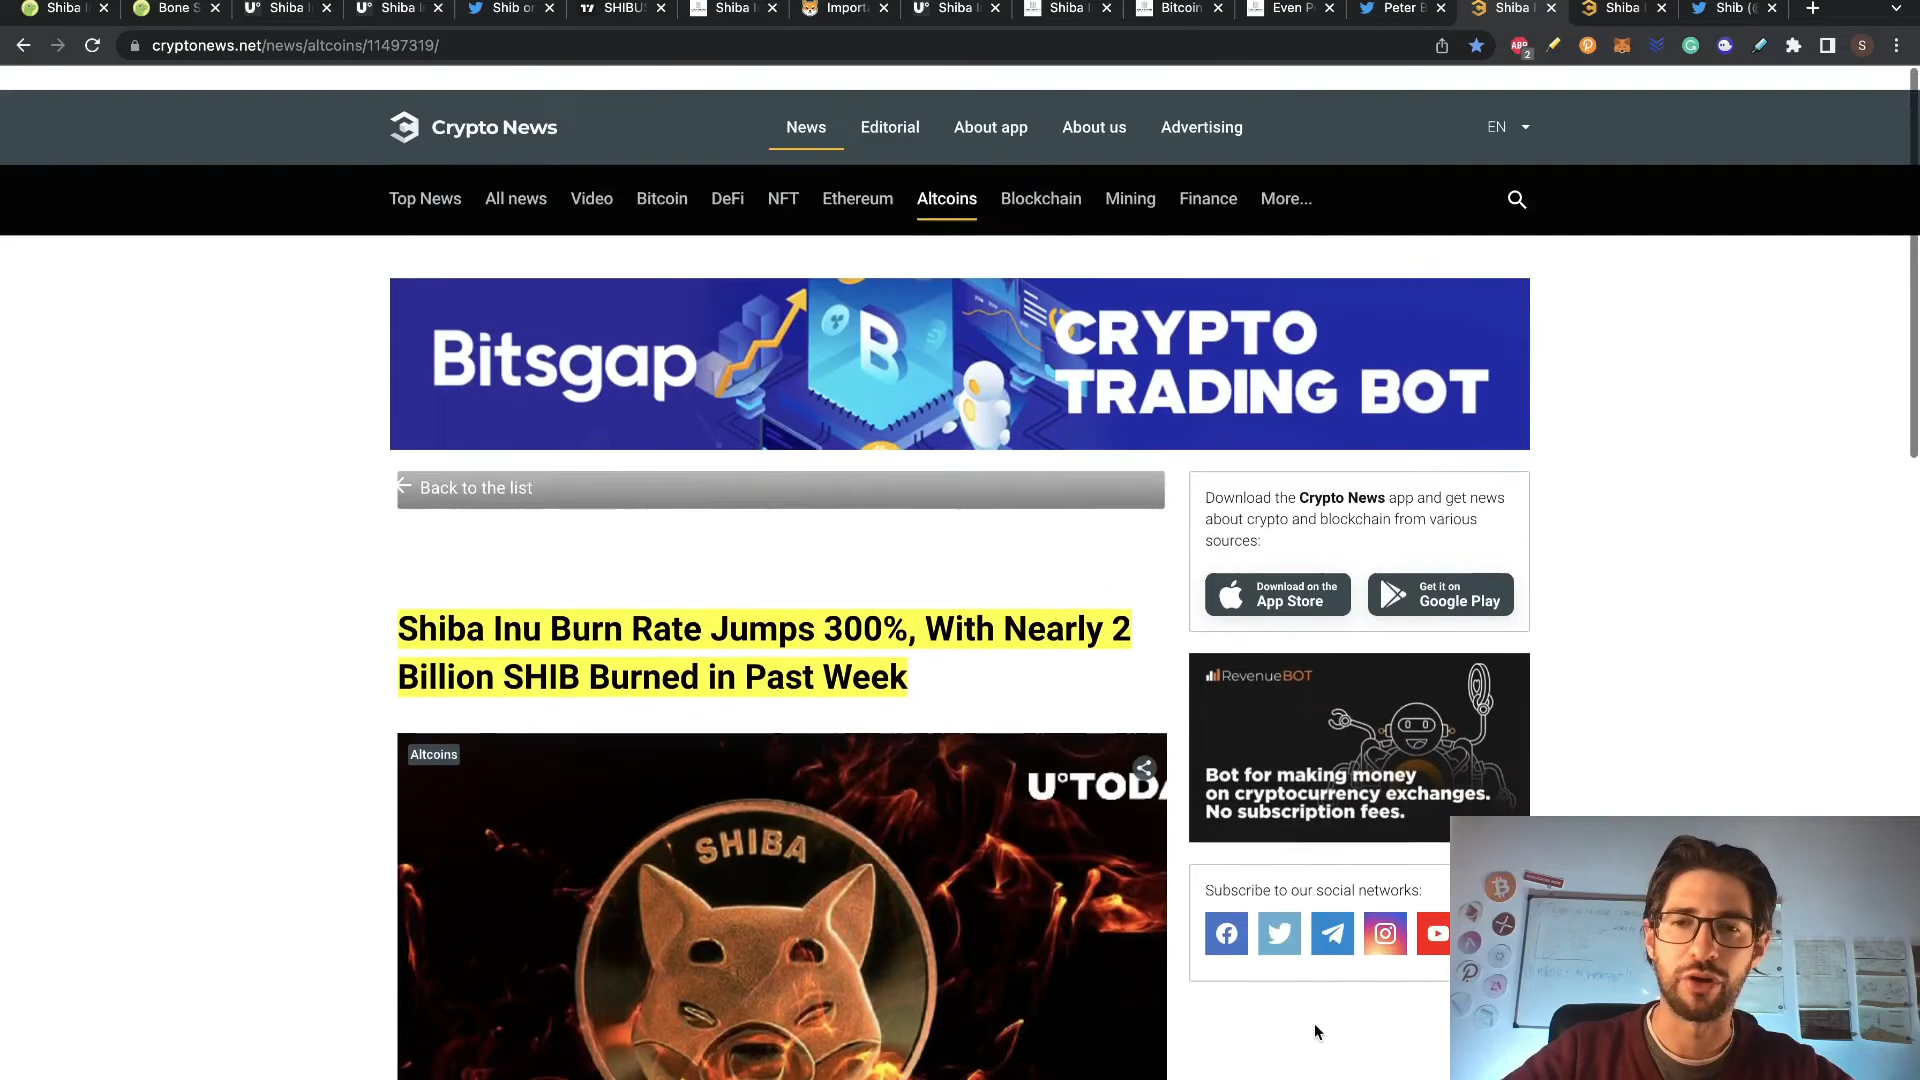 Shiba I
Bone S
Shiba I
Shiba I
Shib or
SHIBUS
Shiba I
Import
Shiba I
Shiba I
Bitcoin
Even P
Peter B
Shiba
Shiba
Shib (@
cryptonews.net/news/altcoins/11497319/
ABP
2
S
Crypto News
News
Editorial
About app
About us
Advertising
EN
Top News
All news
Video
Bitcoin
DeFi
NFT
Ethereum
Altcoins
Blockchain
Mining
Finance
More...
Bitsgap
CRYPTO
TRADING BOT
Back to the list
Download the Crypto News app and get news
about crypto and blockchain from various
sources:
Download on the
App Store
Get it on
Google Play
Shiba Inu Burn Rate Jumps 300%, With Nearly 2
Billion SHIB Burned in Past Week
RevenueBOT
Bot for making money
on cryptocurrency exchanges.
No subscription fees.
Altcoins
U°TODA
SHIBA
Subscribe to our social networks: